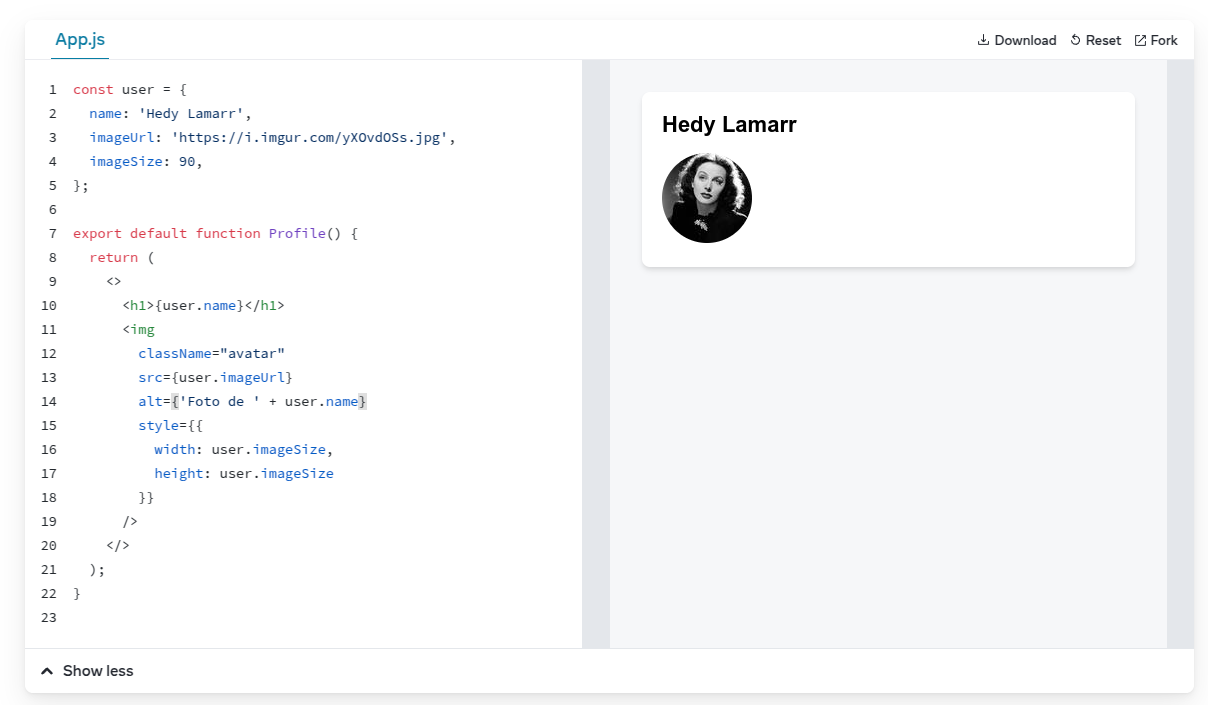 App.js
Download Reset Fork
1 const user = {
2   name: 'Hedy Lamarr',
3   imageUrl: 'https://i.imgur.com/yXOvdOSs.jpg',
4   imageSize: 90,
5 };
6
7 export default function Profile() {
8   return (
9     <>
10       <h1>{user.name}</h1>
11       <img
12         className="avatar"
13         src={user.imageUrl}
14         alt={'Foto de ' + user.name}
15         style={{
16           width: user.imageSize,
17           height: user.imageSize
18         }}
19       />
20     </>
21   );
22 }
23
Hedy Lamarr
Show less